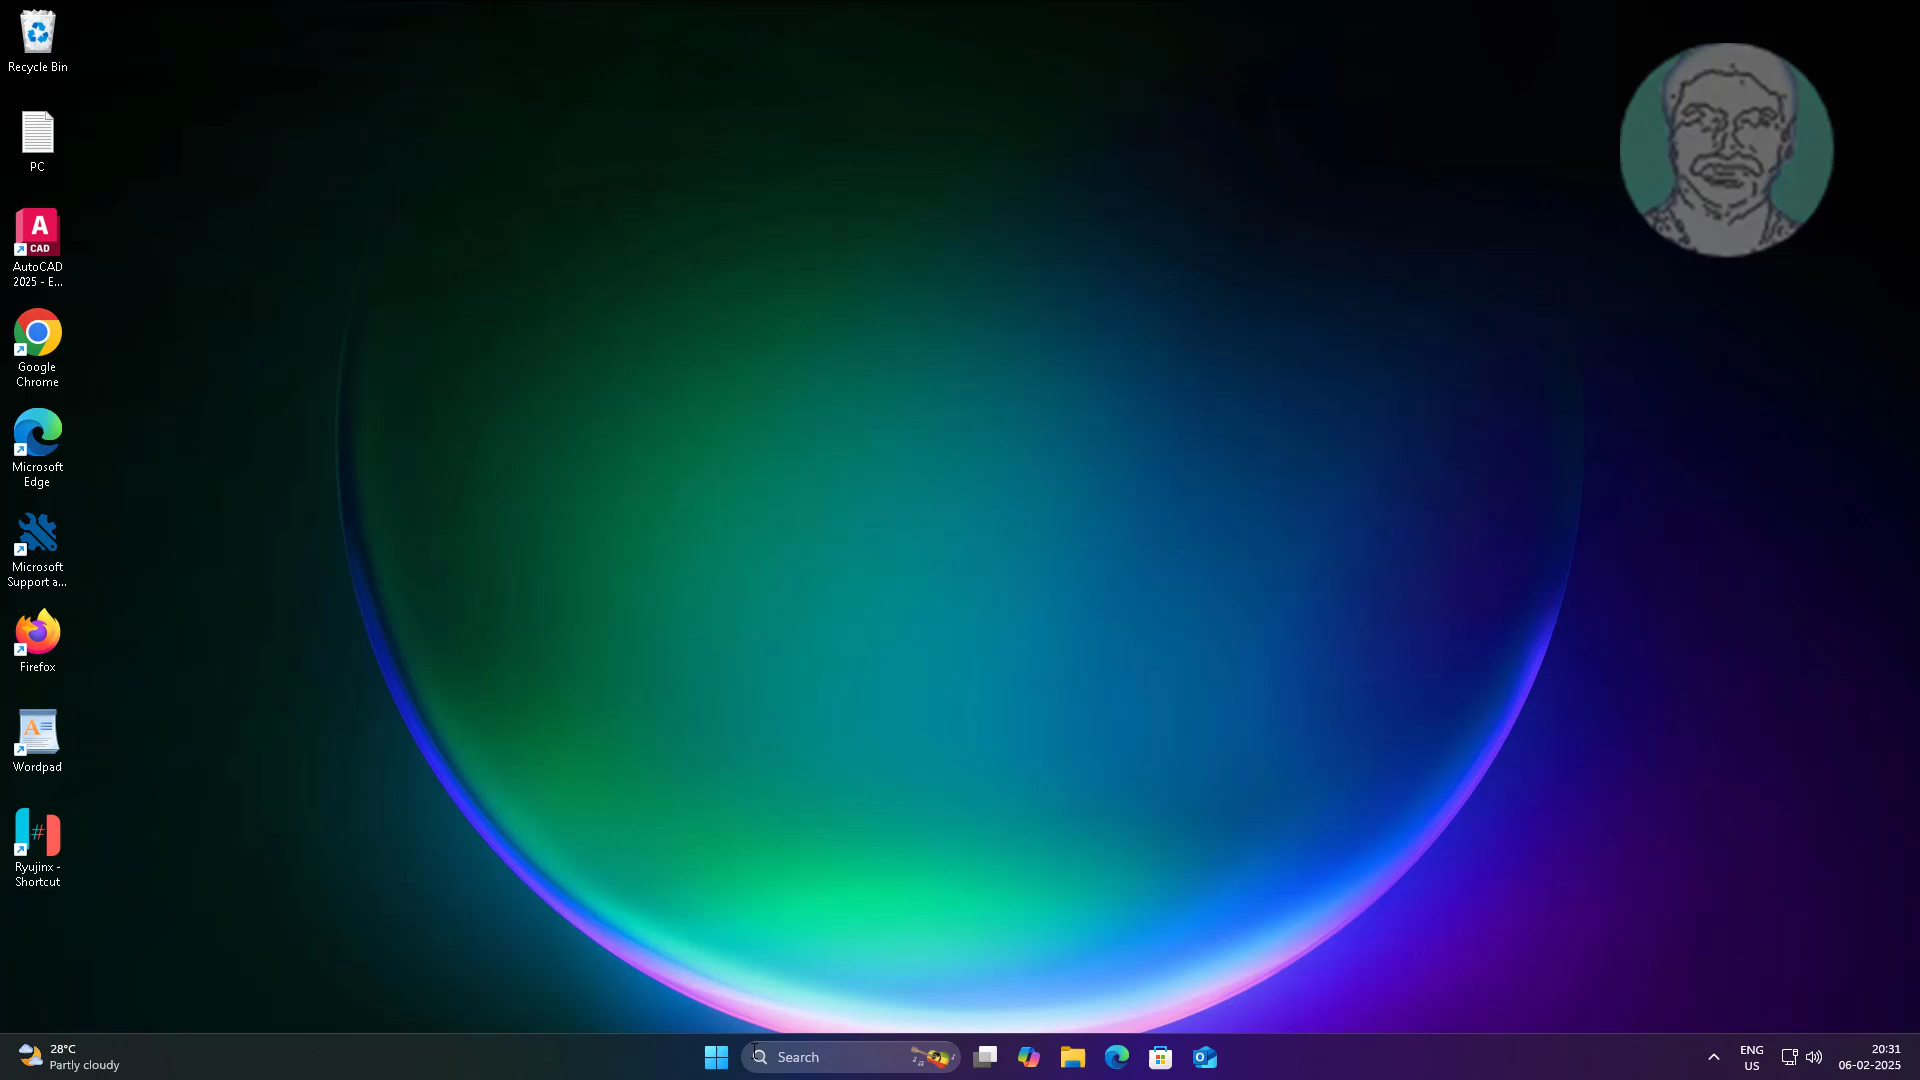 Recycle Bin
PC
A
CAD
AutoCAD
2025 - E...
Google
Chrome
Microsoft
Edge
Microsoft
Support a...
Firefox
A
Wordpad
#
Ryujinx -
Shortcut
28°C
Partly cloudy
Search
O
ENG
US
20:31
06-02-2025